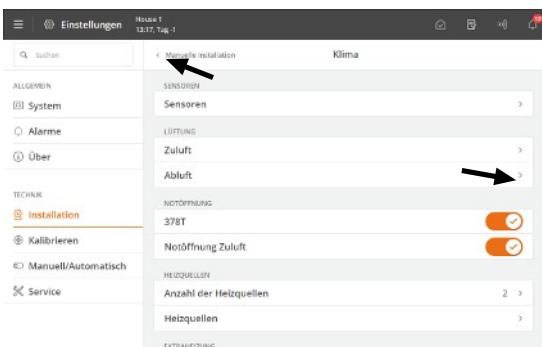 Einstellungen
House 1
13:17, Tag -1
Suchen
ALLGEMEIN
System
Alarme
Über
TECHNIK
Installation
Kalibrieren
Manuell/Automatisch
Service
Manuelle Installation
Klima
SENSOREN
Sensoren
LÜFTUNG
Zuluft
Abluft
NOTÖFFNUNG
378T
Notöffnung Zuluft
HEIZQUELLEN
Anzahl der Heizquellen 2
Heizquellen
EXTRAHEIZUNG